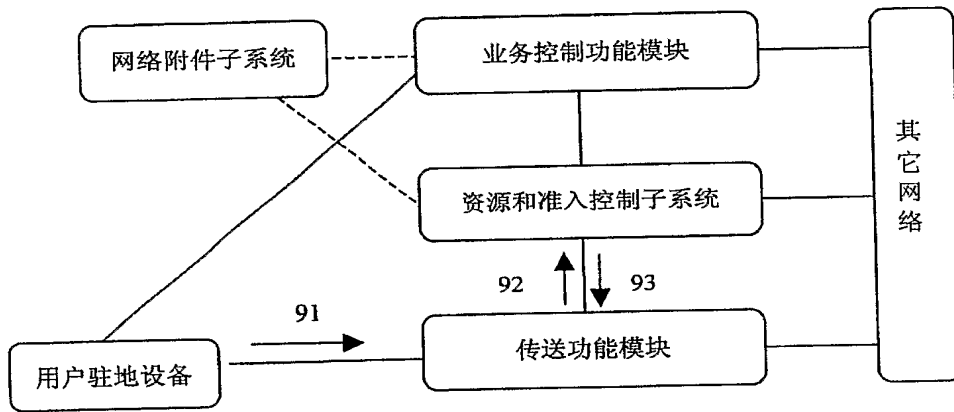 网络附件子系统
业务控制功能模块
其它网络
资源和准入控制子系统
92
93
91
传送功能模块
用户驻地设备